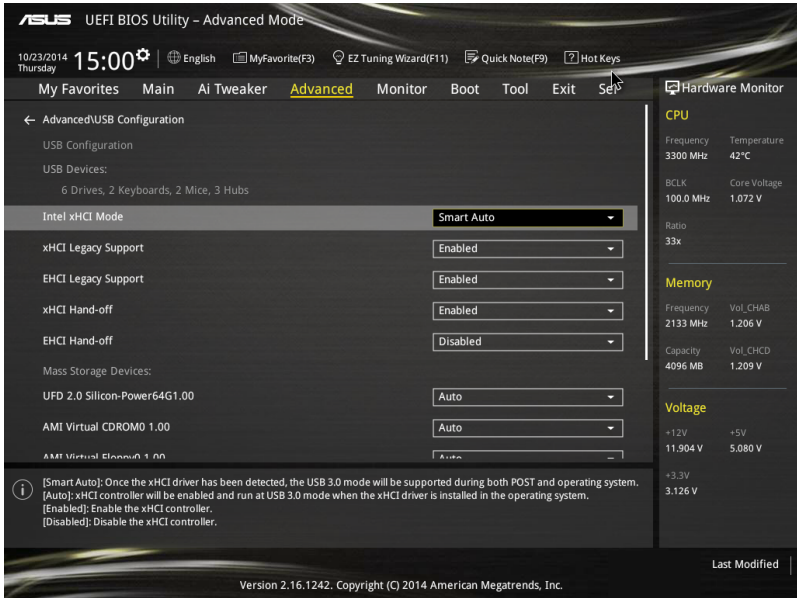 ASUS UEFI BIOS Utility – Advanced Mode
10/23/2014
Thursday
15:00
English
MyFavorite(F3)
EZ Tuning Wizard(F11)
Quick Note(F9)
? Hot Keys
My Favorites Main Ai Tweaker Advanced Monitor Boot Tool Exit
← Advanced\USB Configuration
USB Configuration
USB Devices:
6 Drives, 2 Keyboards, 2 Mice, 3 Hubs
Intel xHCI Mode Smart Auto
xHCI Legacy Support Enabled
EHCI Legacy Support Enabled
xHCI Hand-off Enabled
EHCI Hand-off Disabled
Mass Storage Devices:
UFD 2.0 Silicon-Power64G1.00 Auto
AMI Virtual CDROM0 1.00 Auto
AMI Virtual Floppy0 1.00 Auto
[Smart Auto]: Once the xHCI driver has been detected, the USB 3.0 mode will be supported during both POST and operating system.
[Auto]: xHCI controller will be enabled and run at USB 3.0 mode when the xHCI driver is installed in the operating system.
[Enabled]: Enable the xHCI controller.
[Disabled]: Disable the xHCI controller.
Hardware Monitor
CPU
Frequency Temperature
3300 MHz 42°C
BCLK Core Voltage
100.0 MHz 1.072 V
Ratio
33x
Memory
Frequency Vol_CHAB
2133 MHz 1.206 V
Capacity Vol_CHCD
4096 MB 1.209 V
Voltage
+12V +5V
11.904 V 5.080 V
+3.3V
3.126 V
Last Modified
Version 2.16.1242. Copyright (C) 2014 American Megatrends, Inc.